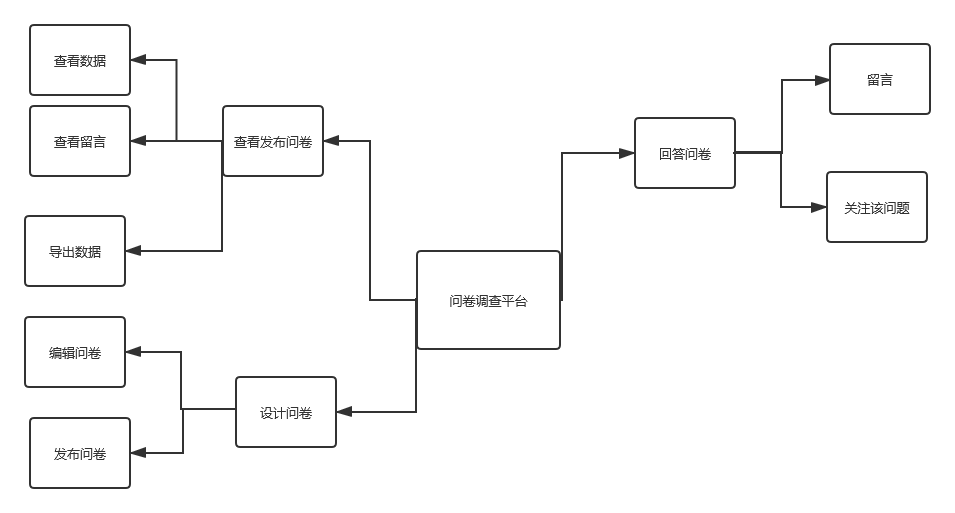 查看数据
留言
查看留言
查看发布问卷
回答问卷
关注该问题
导出数据
问卷调查平台
编辑问卷
设计问卷
发布问卷